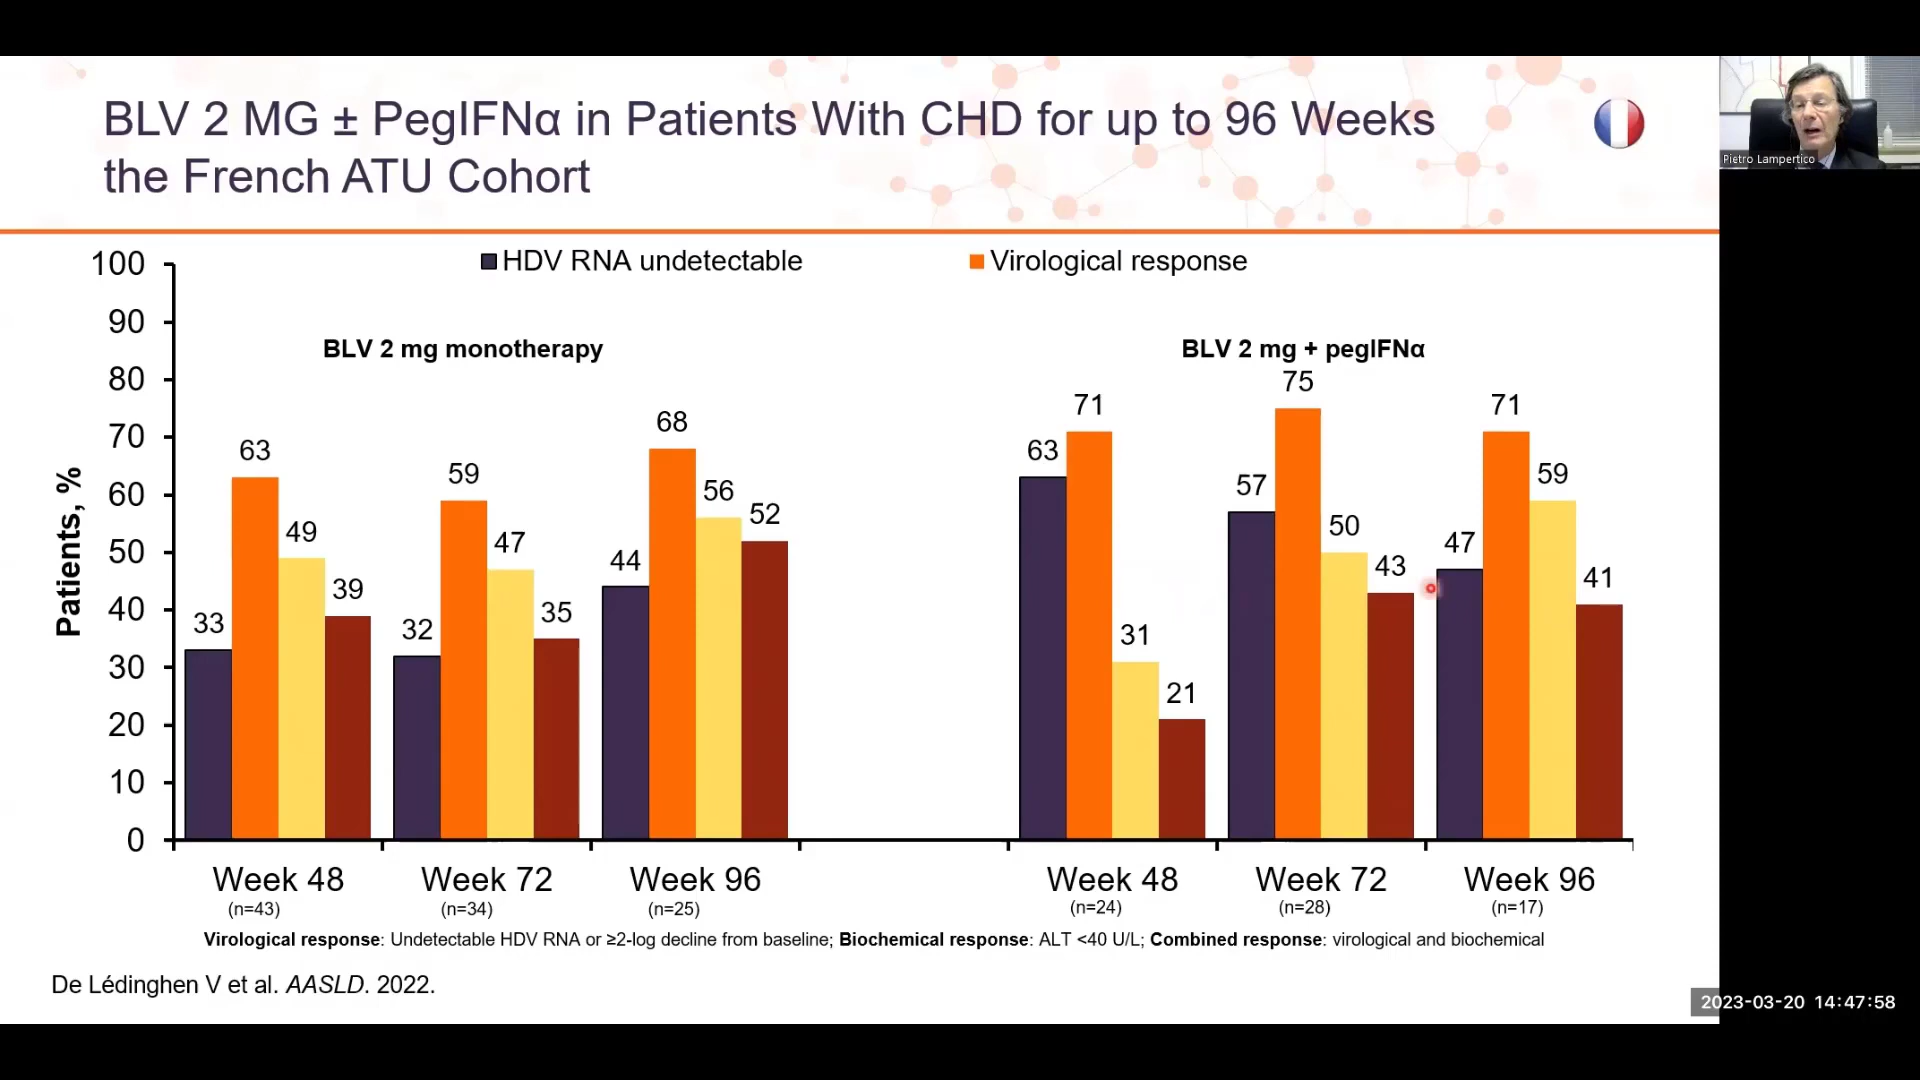 BLV 2 MG ± PegIFNα in Patients With CHD for up to 96 Weeks
the French ATU Cohort
Pietro Lampertico
HDV RNA undetectable
Virological response
BLV 2 mg monotherapy
BLV 2 mg + pegIFNα
Patients, %
100
90
80
70
60
50
40
30
20
10
0
33 63 49 39
32 59 47 35
44 68 56 52
63 71 31 21
57 75 50 43
47 71 59 41
Week 48 Week 72 Week 96 Week 48 Week 72 Week 96
(n=43) (n=34) (n=25) (n=24) (n=28) (n=17)
Virological response: Undetectable HDV RNA or ≥2-log decline from baseline; Biochemical response: ALT <40 U/L; Combined response: virological and biochemical
De Lédinghen V et al. AASLD. 2022.
2023-03-20 14:47:58